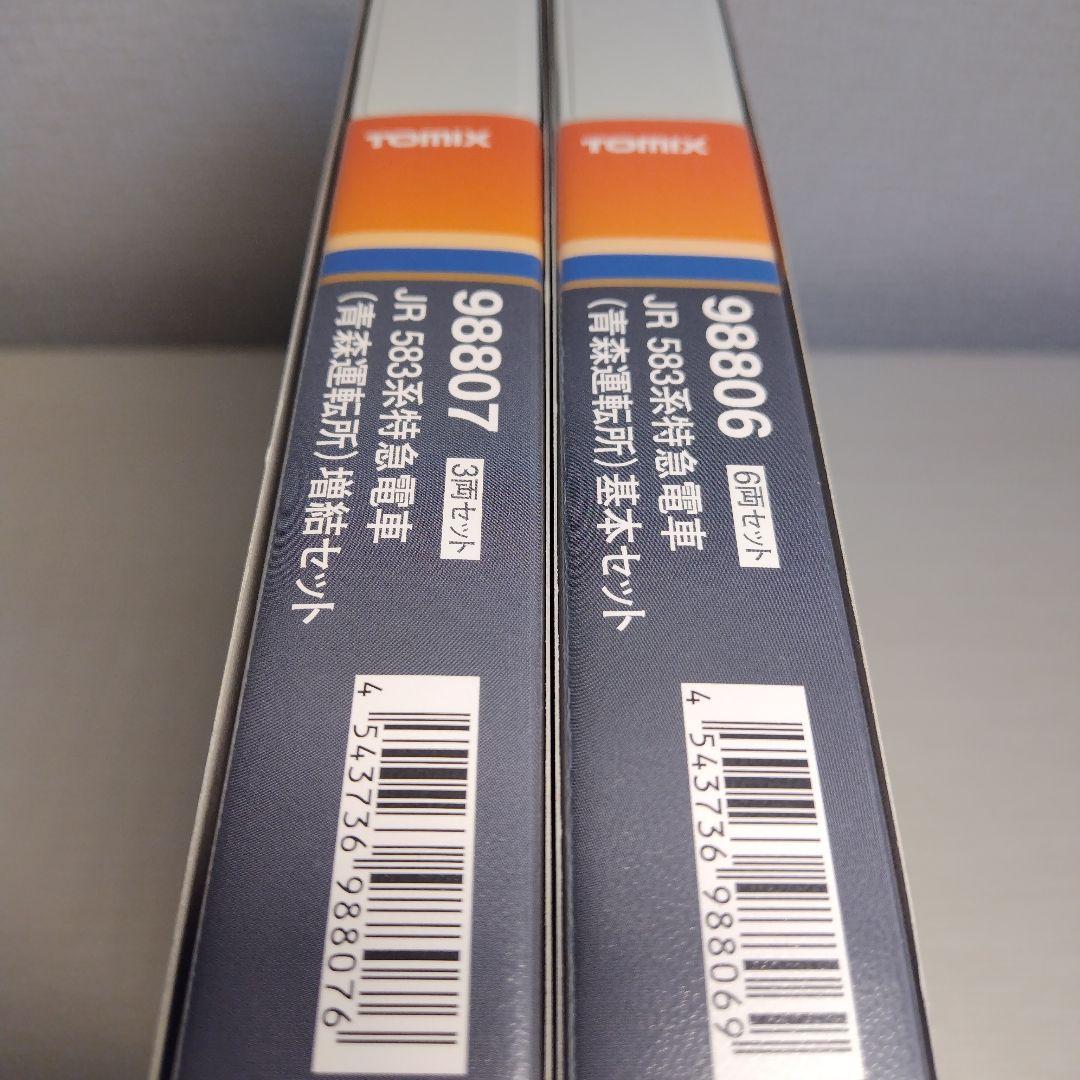 TOMIX
98807
3両セット
JR 583系特急電車
(青森運転所)増結セット
4 543736 988076
TOMIX
98806
6両セット
JR 583系特急電車
(青森運転所)基本セット
4 543736 988069